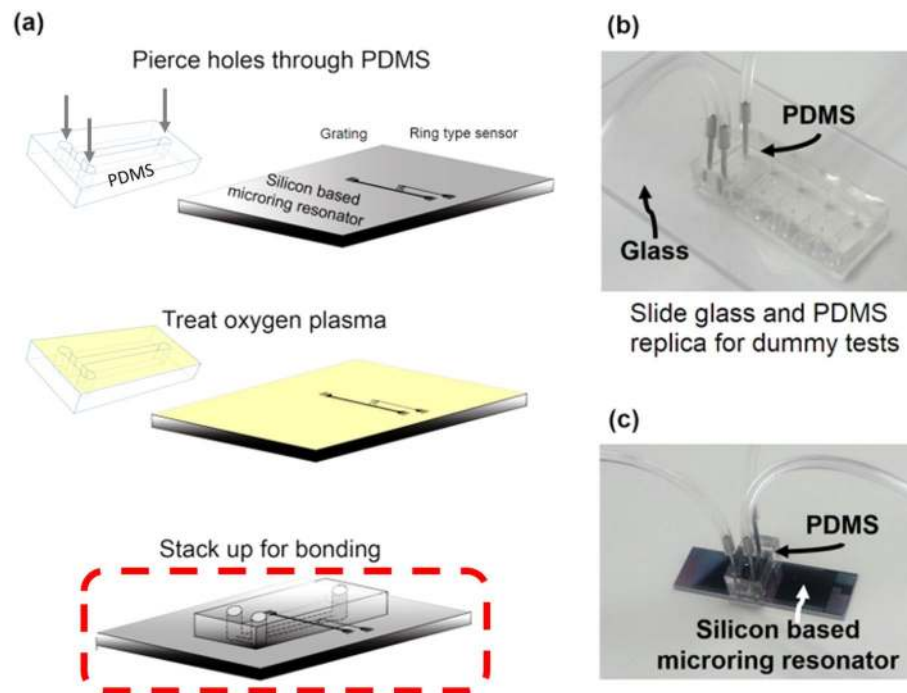 (a)
Pierce holes through PDMS
PDMS
Grating
Ring type sensor
Silicon based
microring resonator
Treat oxygen plasma
Stack up for bonding
(b)
PDMS
Glass
Slide glass and PDMS
replica for dummy tests
(c)
PDMS
Silicon based
microring resonator